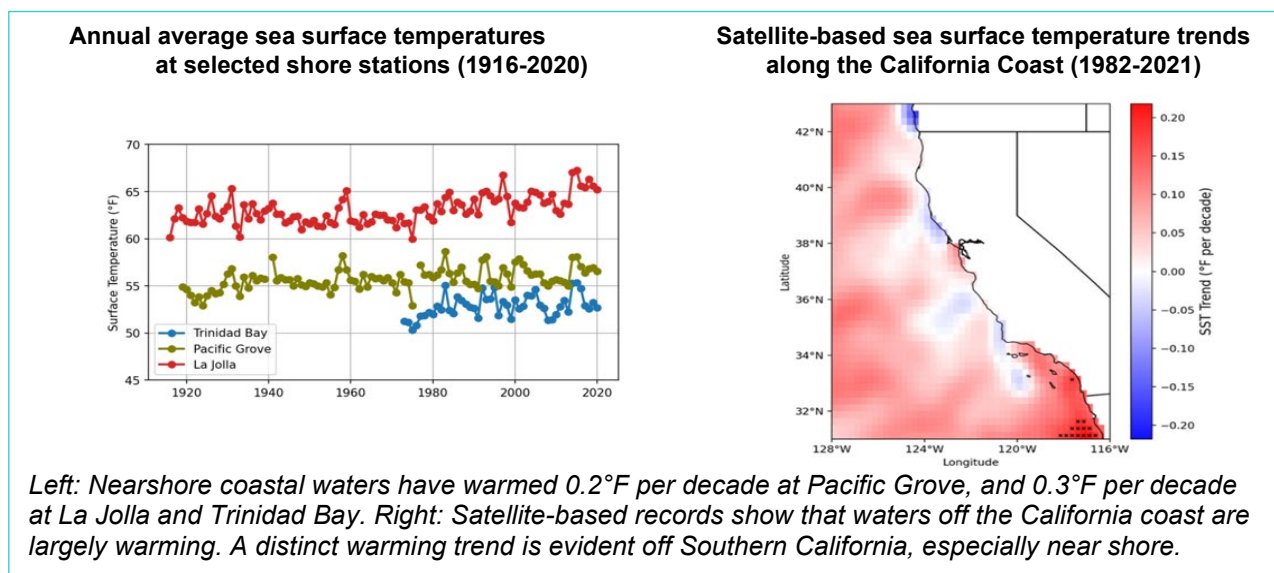 Annual average sea surface temperatures
at selected shore stations (1916-2020)
Satellite-based sea surface temperature trends
along the California Coast (1982-2021)
Surface Temperature (°F)
70
65
60
55
50
45
Trinidad Bay
Pacific Grove
La Jolla
1920
1940
1960
1980
2000
2020
Latitude
42°N
40°N
38°N
36°N
34°N
32°N
128°W
124°W
120°W
116°W
Longitude
0.20
0.15
0.10
0.05
0.00
−0.05
−0.10
−0.15
−0.20
SST Trend (°F per decade)
Left: Nearshore coastal waters have warmed 0.2°F per decade at Pacific Grove, and 0.3°F per decade
at La Jolla and Trinidad Bay. Right: Satellite-based records show that waters off the California coast are
largely warming. A distinct warming trend is evident off Southern California, especially near shore.